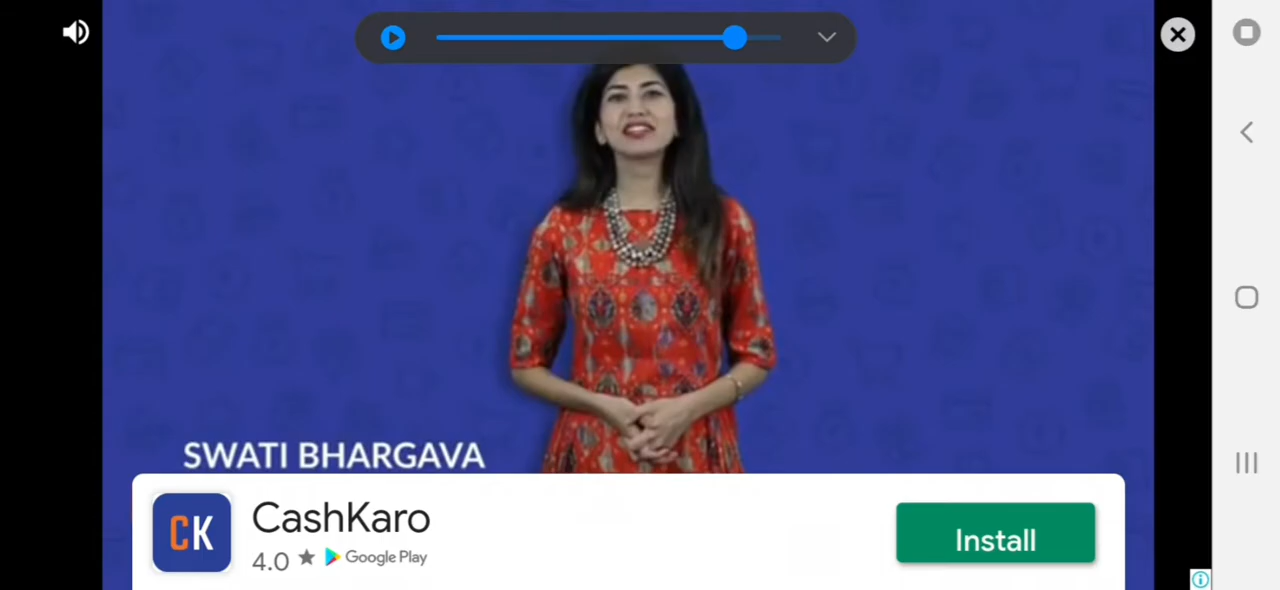 SWATI BHARGAVA
CK
CashKaro
4.0 ★ Google Play
Install